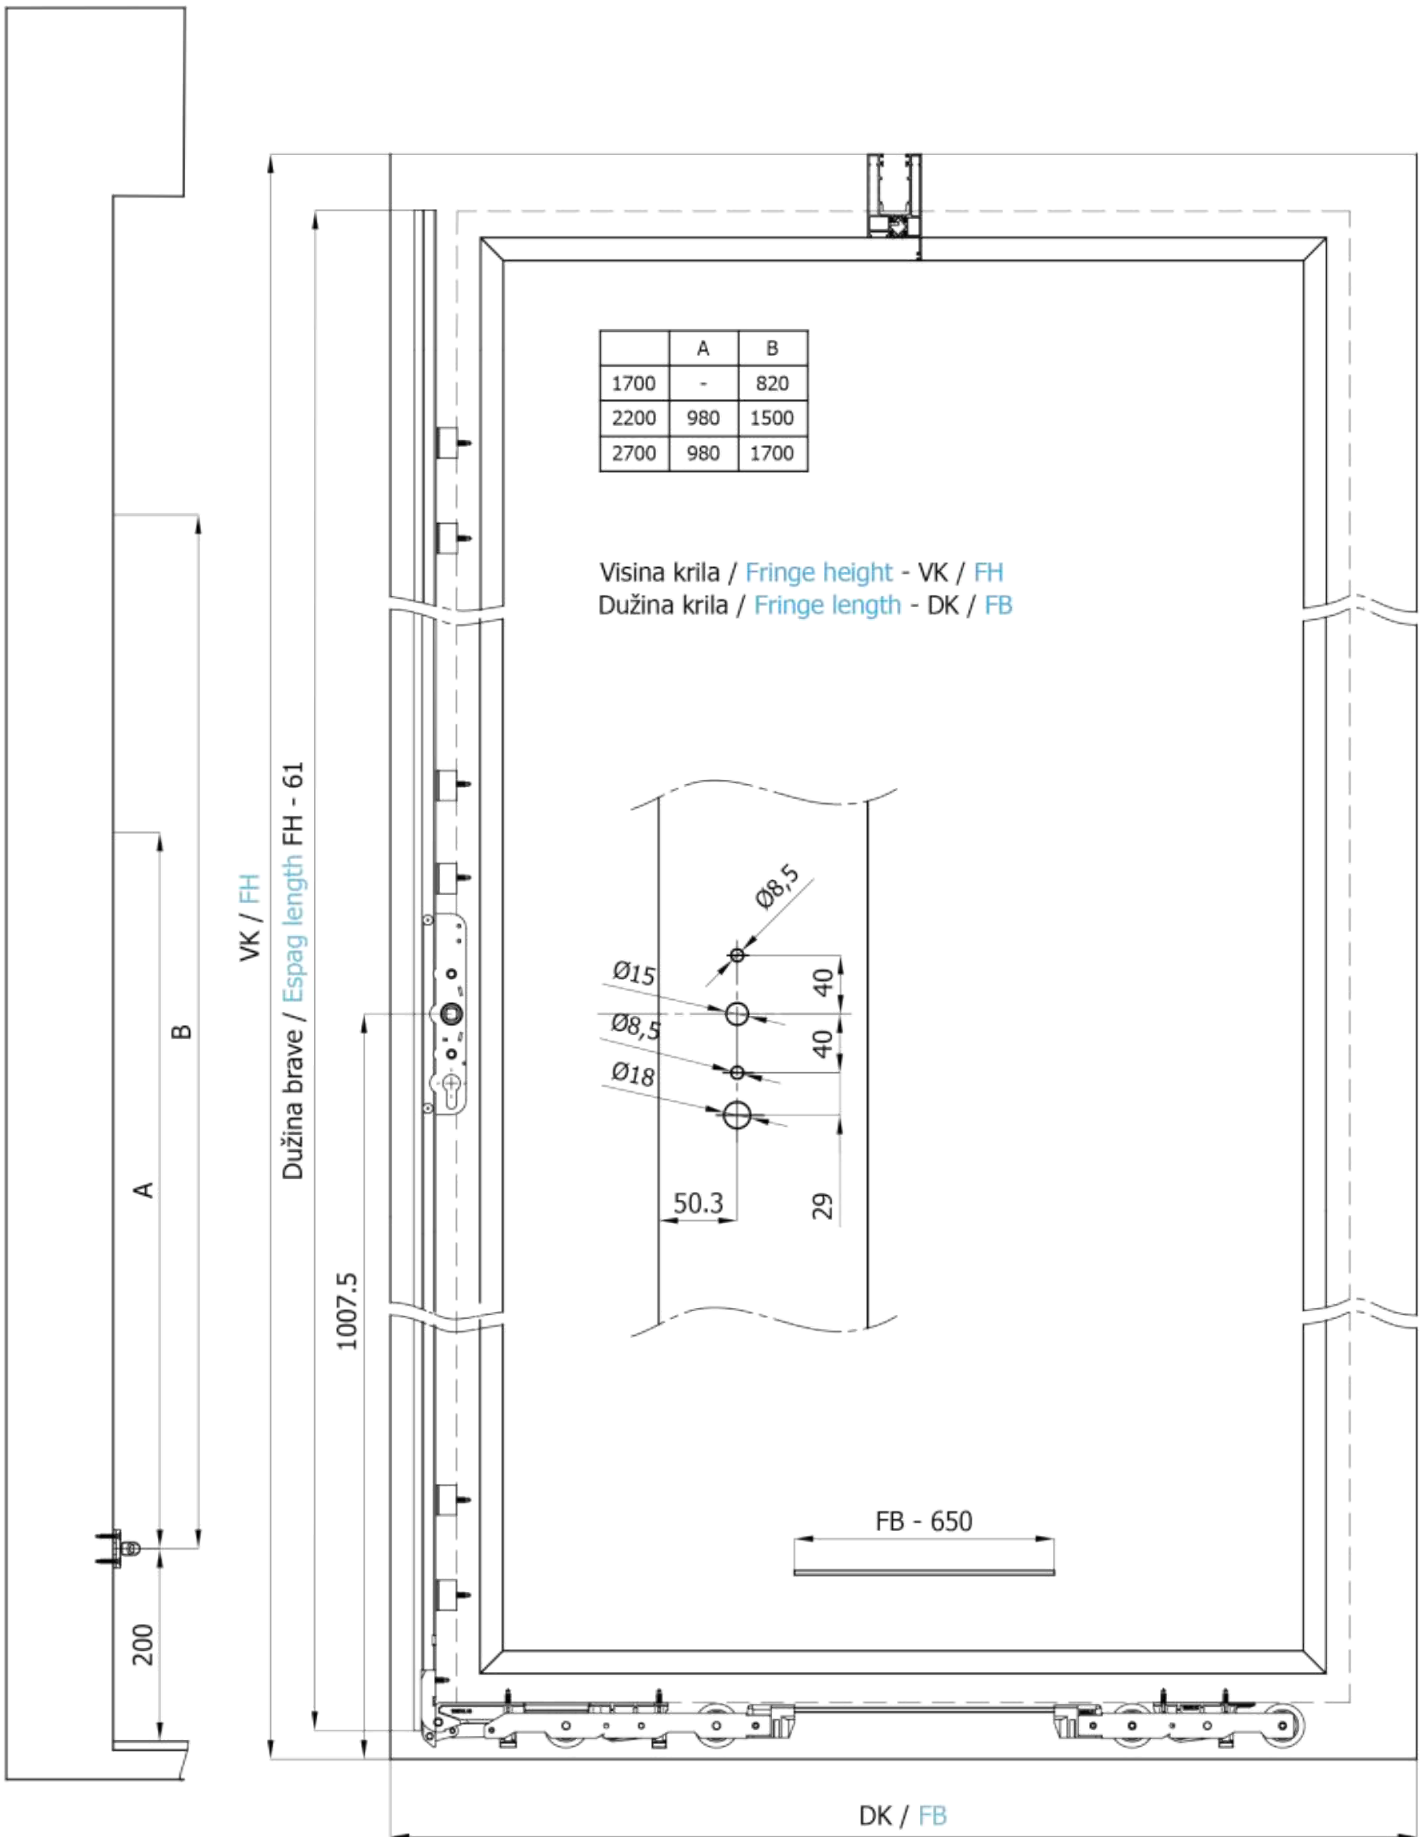 A B
1700 - 820
2200 980 1500
2700 980 1700
Visina krila / Fringe height - VK / FH
Dužina krila / Fringe length - DK / FB
VK / FH
Dužina brave / Espag length FH - 61
1007.5
B
A
200
Ø8,5
Ø15
Ø8,5
Ø18
40
40
29
50.3
FB - 650
DK / FB